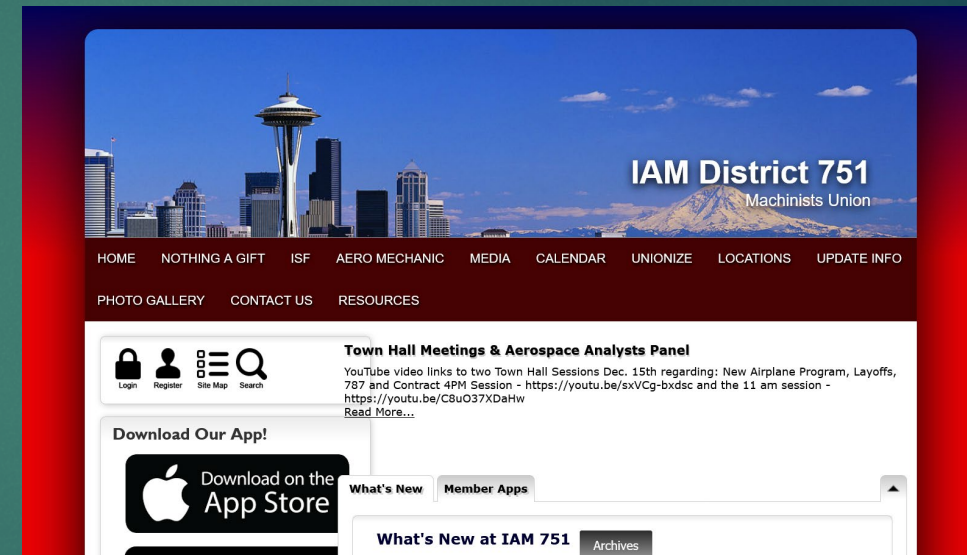 IAM District 751
Machinists Union
HOME NOTHING A GIFT ISF AERO MECHANIC MEDIA CALENDAR UNIONIZE LOCATIONS UPDATE INFO
PHOTO GALLERY CONTACT US RESOURCES
Login Register Site Map Search
Town Hall Meetings & Aerospace Analysts Panel
YouTube video links to two Town Hall Sessions Dec. 15th regarding: New Airplane Program, Layoffs,
787 and Contract 4PM Session - https://youtu.be/sxVCg-bxdsc and the 11 am session -
https://youtu.be/C8uO37XDaHw
Read More...
Download Our App!
Download on the
App Store
What's New Member Apps
What's New at IAM 751 Archives